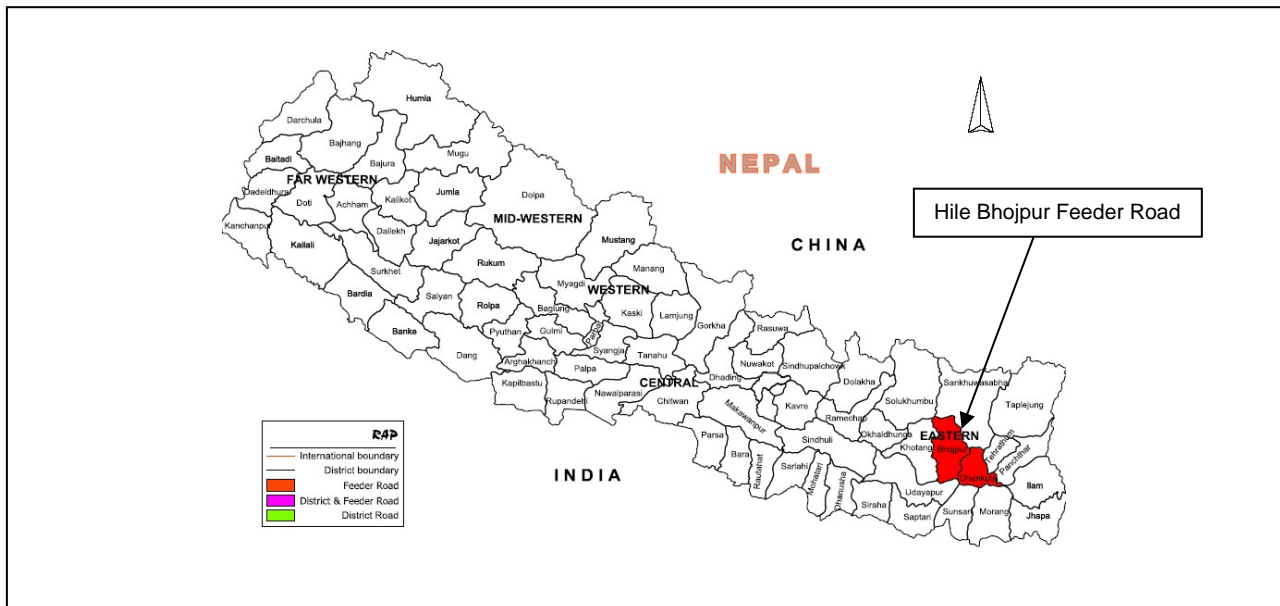 Humla
Darchula
Bajhang
Baitadi
Bajura
Mugu
FAR WESTERN
Dadeldhura
Doti
Achham
Kalikot
Jumla
Dolpa
Kanchanpur
Dailekh
MID-WESTERN
Kailali
Jajarkot
Mustang
Surkhet
Rukum
Manang
Bardia
Salyan
Myagdi
WESTERN
Rolpa
Baglung
Kaski
Lamjung
Banke
Pyuthan
Gulmi
Parbat
Gorkha
Dang
Syangja
Tanahu
Arghakhanch
Palpa
Kapilbastu
Rupandehi
Nawalparasi
CENTRAL
Chitwan
Dhading
Rasuwa
Nuwakot
Sindhupalchowk
Dolakha
Kavre
Makawanpur
Ramechap
Sindhuli
Parsa
Bara
Rautahat
Sarlahi
Mohatari
Dhanusha
Siraha
Saptari
Udayapur
Okhaldhunga
Solukhumbu
Khotang
Sankhuwasabha
Taplejung
EASTERN
Bhojpur
Dhankuta
Tehrathum
Panchthar
Ilam
Sunsari
Morang
Jhapa
NEPAL
CHINA
INDIA
Hile Bhojpur Feeder Road
RAP
International boundary
District boundary
Feeder Road
District & Feeder Road
District Road